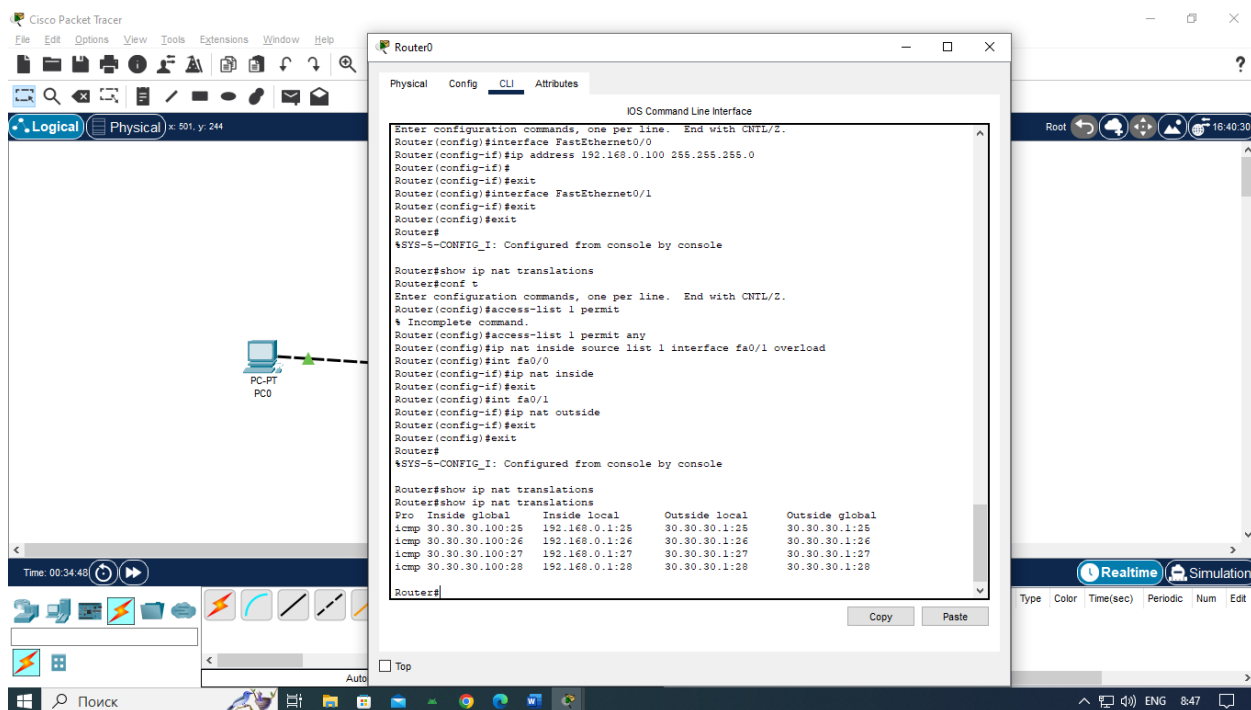 Cisco Packet Tracer
File Edit Options View Tools Extensions Window Help
Logical Physical x: 501, y: 244
Root 16:40:30
PC-PT
PC0
Router0
Physical Config CLI Attributes
IOS Command Line Interface
Enter configuration commands, one per line. End with CNTL/Z.
Router(config)#interface FastEthernet0/0
Router(config-if)#ip address 192.168.0.100 255.255.255.0
Router(config-if)#
Router(config-if)#exit
Router(config)#interface FastEthernet0/1
Router(config-if)#exit
Router(config)#exit
Router#
%SYS-5-CONFIG_I: Configured from console by console
Router#show ip nat translations
Router#conf t
Enter configuration commands, one per line. End with CNTL/Z.
Router(config)#access-list 1 permit
% Incomplete command.
Router(config)#access-list 1 permit any
Router(config)#ip nat inside source list 1 interface fa0/1 overload
Router(config)#int fa0/0
Router(config-if)#ip nat inside
Router(config-if)#exit
Router(config)#int fa0/1
Router(config-if)#ip nat outside
Router(config-if)#exit
Router(config)#exit
Router#
%SYS-5-CONFIG_I: Configured from console by console
Router#show ip nat translations
Router#show ip nat translations
Pro Inside global Inside local Outside local Outside global
icmp 30.30.30.100:25 192.168.0.1:25 30.30.30.1:25 30.30.30.1:25
icmp 30.30.30.100:26 192.168.0.1:26 30.30.30.1:26 30.30.30.1:26
icmp 30.30.30.100:27 192.168.0.1:27 30.30.30.1:27 30.30.30.1:27
icmp 30.30.30.100:28 192.168.0.1:28 30.30.30.1:28 30.30.30.1:28
Router#
Copy Paste
Top
Time: 00:34:48
Realtime Simulation
Type Color Time(sec) Periodic Num Edit
Auto
Поиск
ENG 8:47